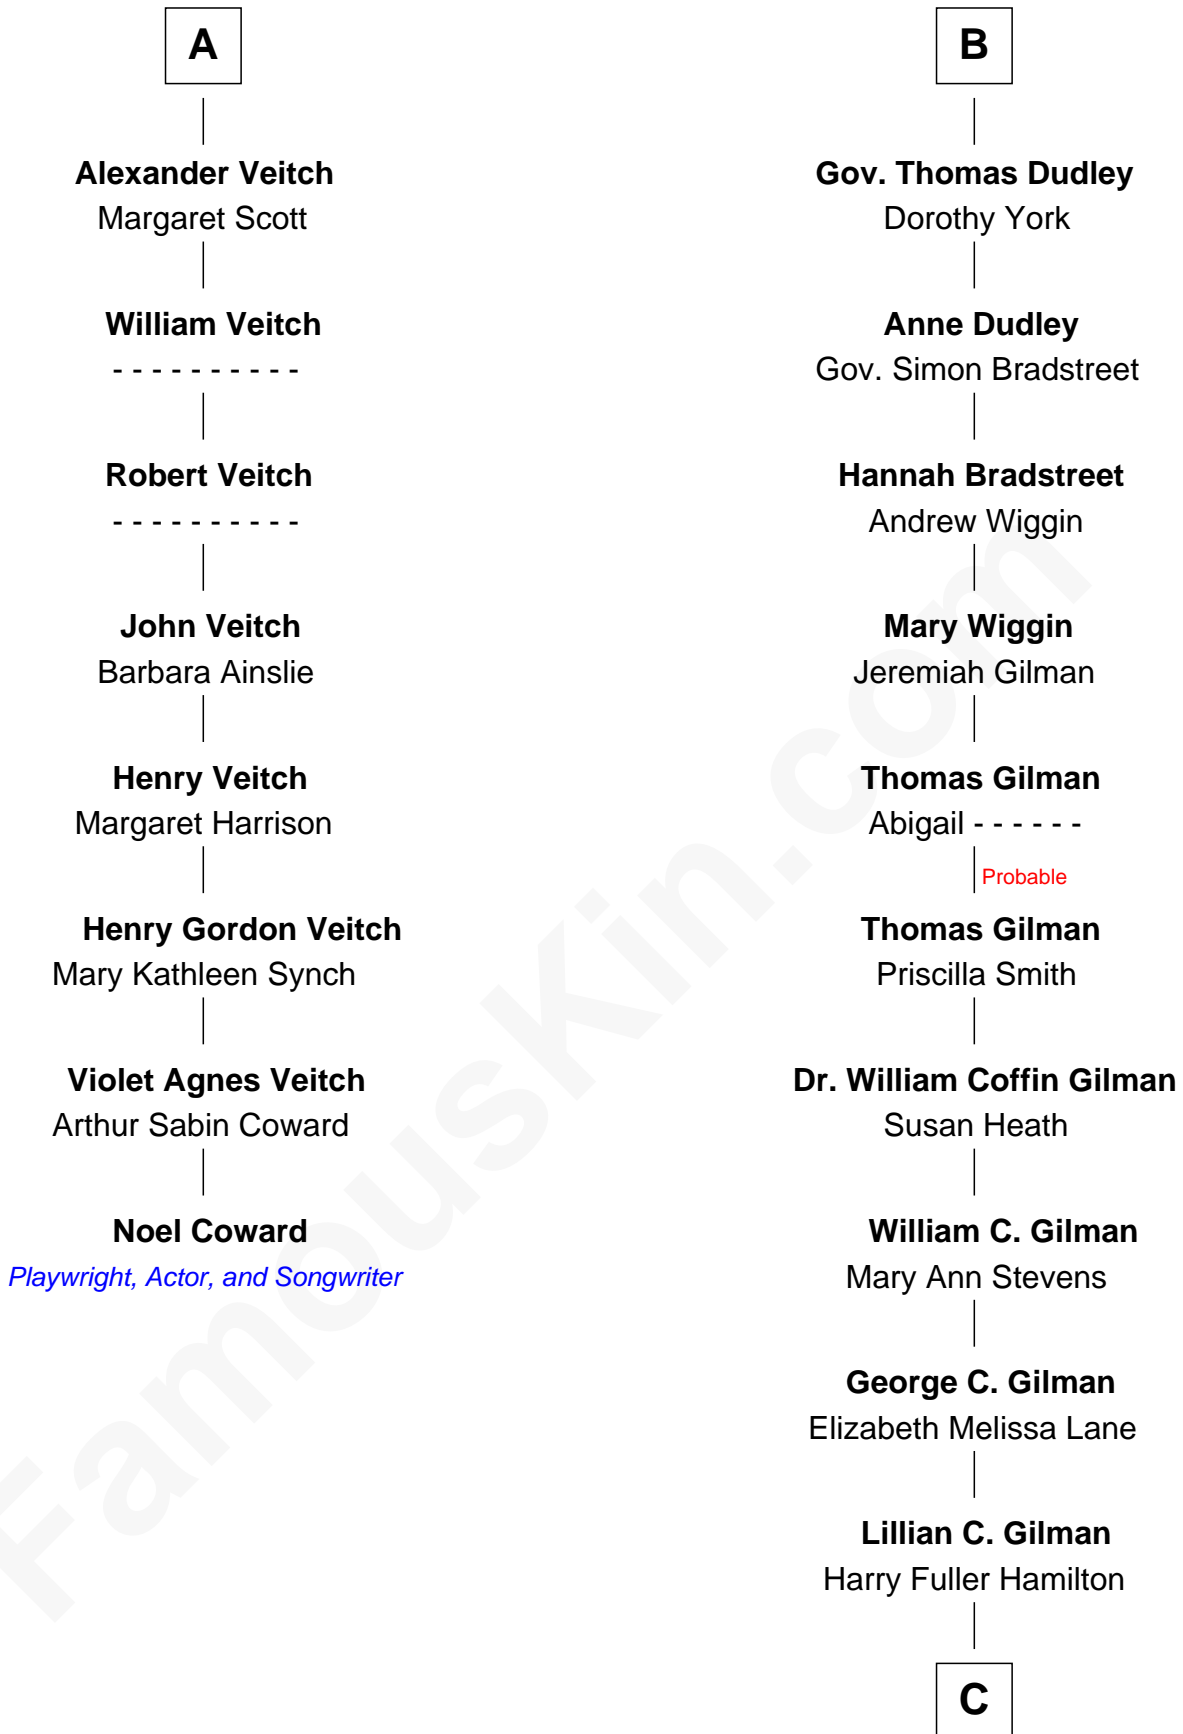 A
Alexander Veitch
Margaret Scott
William Veitch
- - - - - - - - - -
Robert Veitch
- - - - - - - - - -
John Veitch
Barbara Ainslie
Henry Veitch
Margaret Harrison
Henry Gordon Veitch
Mary Kathleen Synch
Violet Agnes Veitch
Arthur Sabin Coward
Noel Coward
Playwright, Actor, and Songwriter
B
Gov. Thomas Dudley
Dorothy York
Anne Dudley
Gov. Simon Bradstreet
Hannah Bradstreet
Andrew Wiggin
Mary Wiggin
Jeremiah Gilman
Thomas Gilman
Abigail - - - - - -
Probable
Thomas Gilman
Priscilla Smith
Dr. William Coffin Gilman
Susan Heath
William C. Gilman
Mary Ann Stevens
George C. Gilman
Elizabeth Melissa Lane
Lillian C. Gilman
Harry Fuller Hamilton
C
FamousKin.com